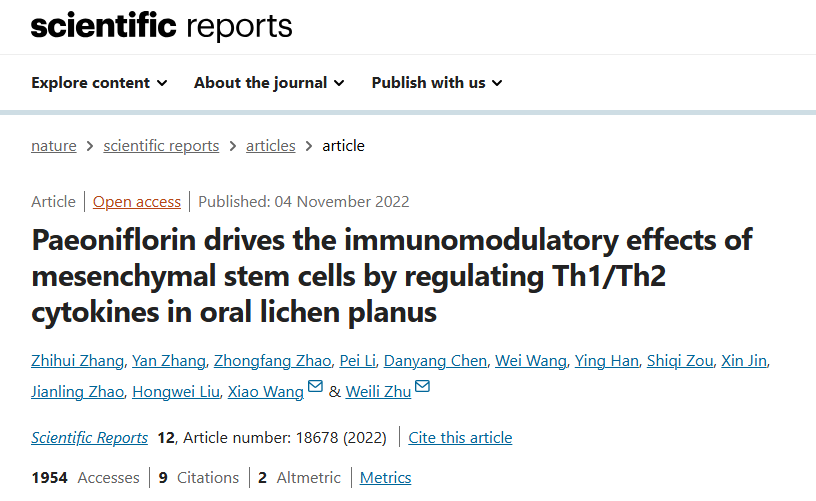 scientific reports
Explore content About the journal Publish with us
nature > scientific reports > articles > article
Article | Open access | Published: 04 November 2022
Paeoniflorin drives the immunomodulatory effects of
mesenchymal stem cells by regulating Th1/Th2
cytokines in oral lichen planus
Zhihui Zhang, Yan Zhang, Zhongfang Zhao, Pei Li, Danyang Chen, Wei Wang, Ying Han, Shiqi Zou, Xin Jin,
Jianling Zhao, Hongwei Liu, Xiao Wang & Weili Zhu
Scientific Reports 12, Article number: 18678 (2022) | Cite this article
1954 Accesses | 9 Citations | 2 Altmetric | Metrics